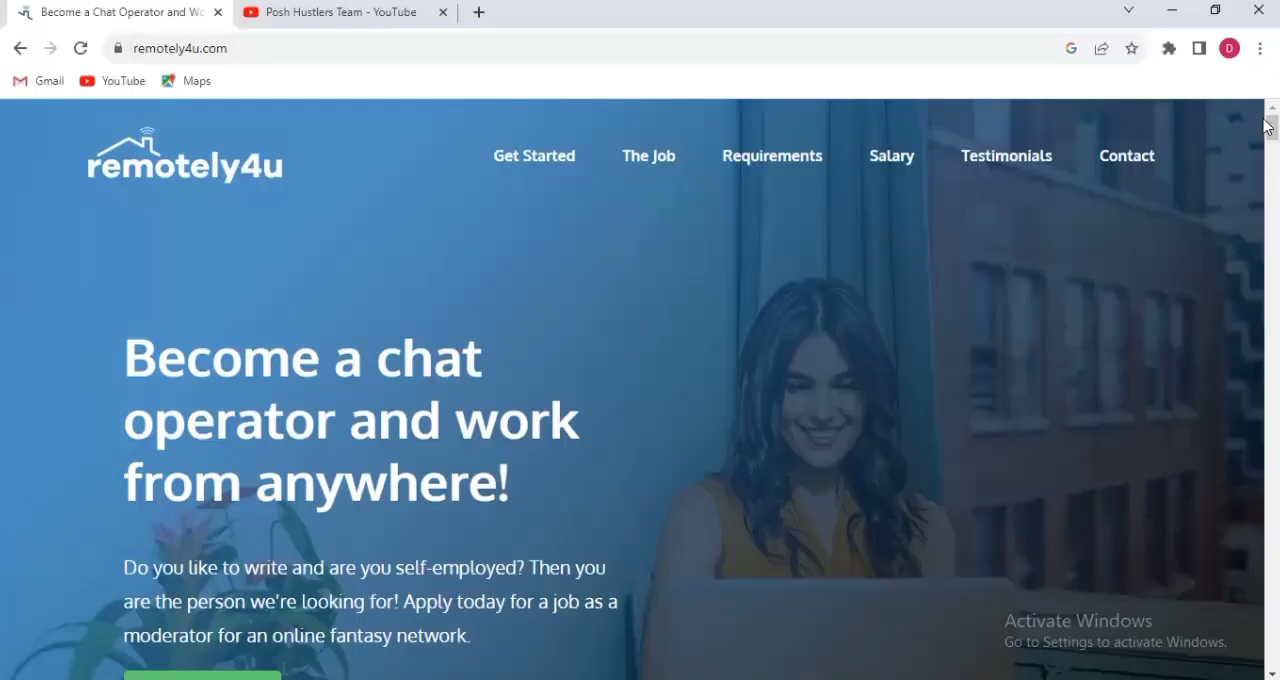 Become a Chat Operator and Wo
Posh Hustlers Team - YouTube
remotely4u.com
D
Gmail
YouTube
Maps
remotely4u
Get Started
The Job
Requirements
Salary
Testimonials
Contact
Become a chat
operator and work
from anywhere!
Do you like to write and are you self-employed? Then you
are the person we're looking for! Apply today for a job as a
moderator for an online fantasy network.
Activate Windows
Go to Settings to activate Windows.